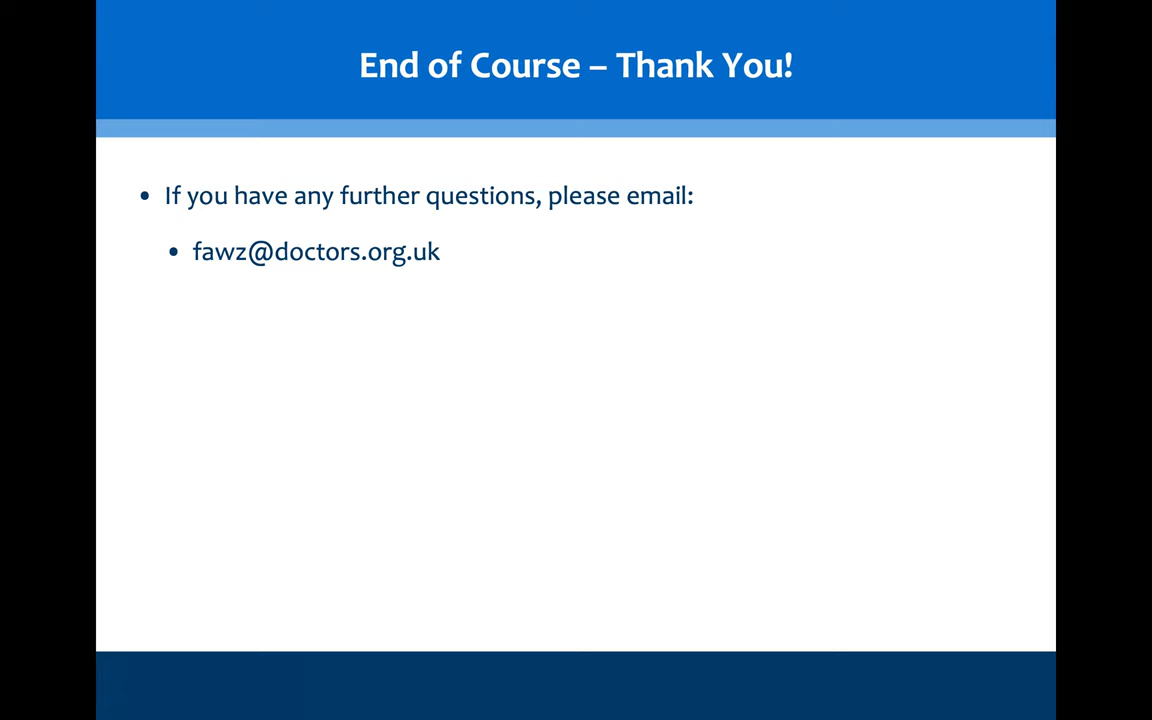 End of Course – Thank You!
• If you have any further questions, please email:
• fawz@doctors.org.uk